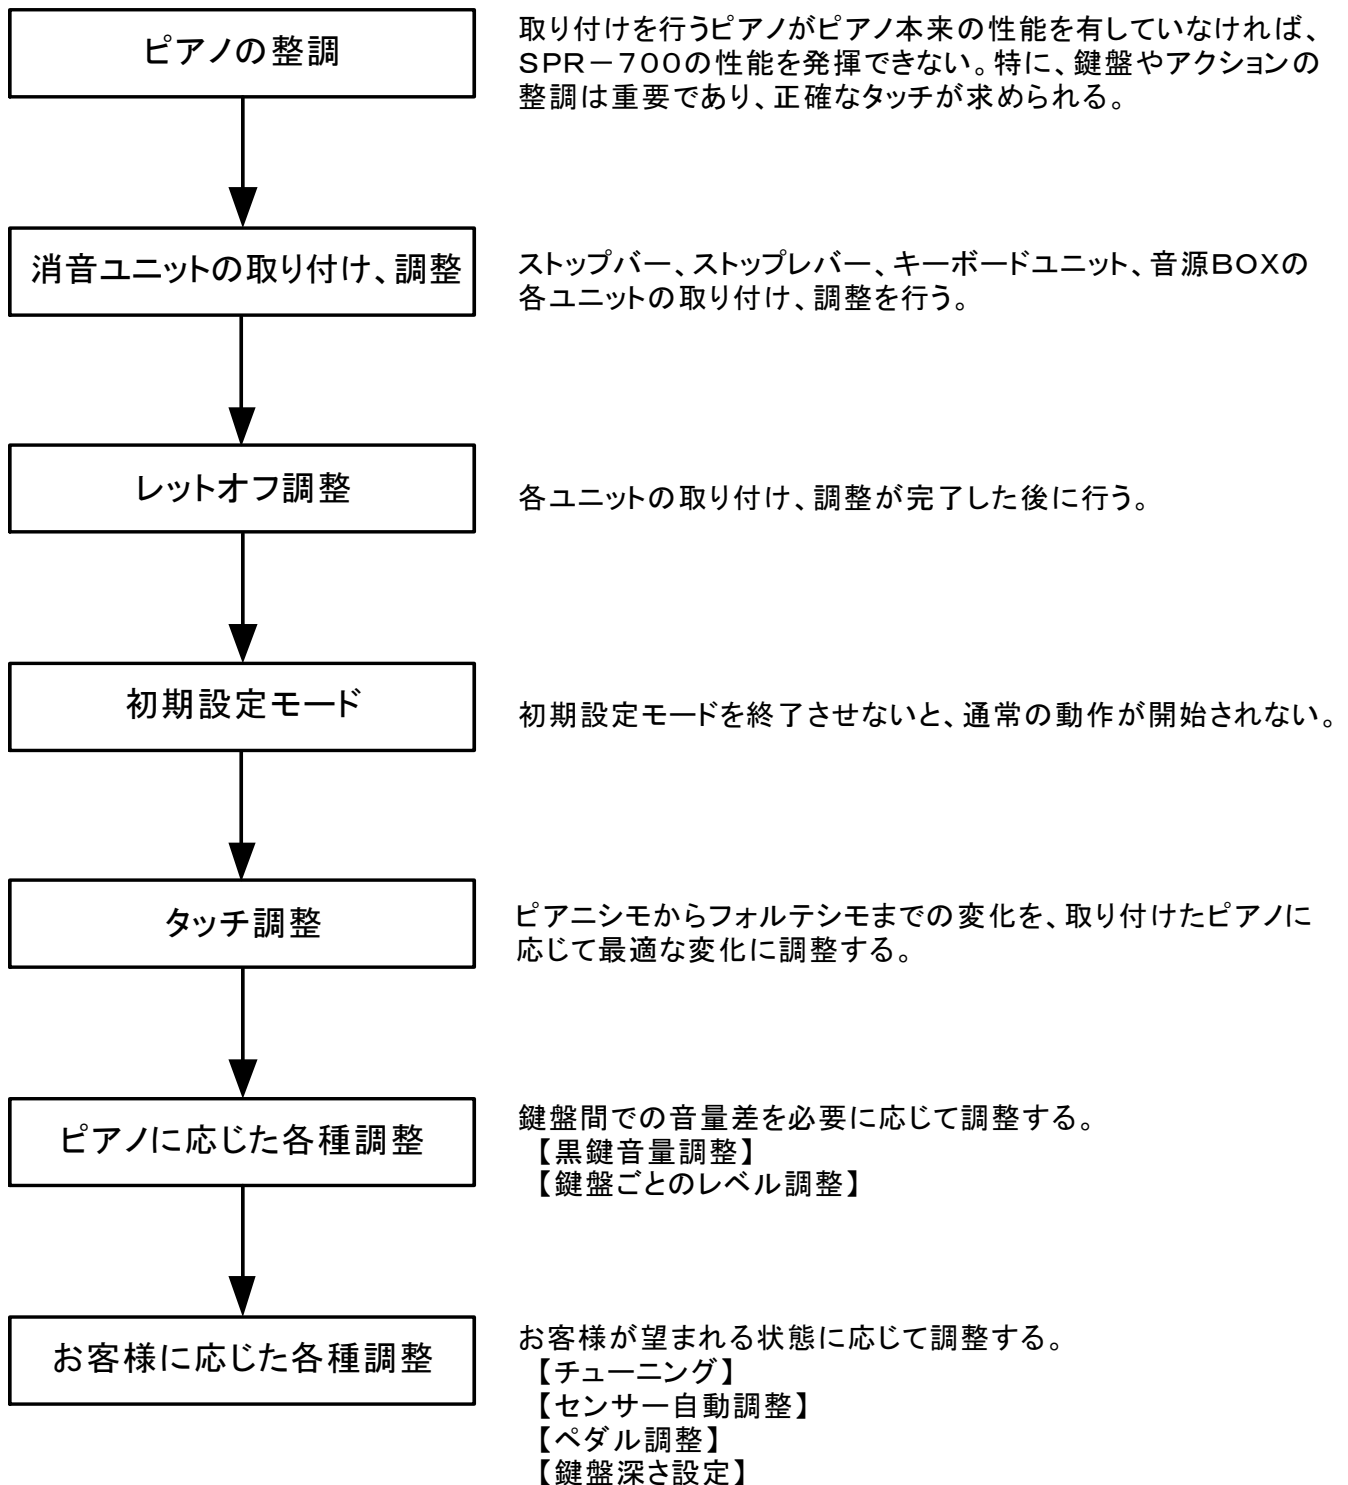 ピアノの整調
取り付けを行うピアノがピアノ本来の性能を有していなければ、
SPR-700の性能を発揮できない。特に、鍵盤やアクションの
整調は重要であり、正確なタッチが求められる。
消音ユニットの取り付け、調整
ストップバー、ストップレバー、キーボードユニット、音源BOXの
各ユニットの取り付け、調整を行う。
レットオフ調整
各ユニットの取り付け、調整が完了した後に行う。
初期設定モード
初期設定モードを終了させないと、通常の動作が開始されない。
タッチ調整
ピアニシモからフォルテシモまでの変化を、取り付けたピアノに
応じて最適な変化に調整する。
ピアノに応じた各種調整
鍵盤間での音量差を必要に応じて調整する。
【黒鍵音量調整】
【鍵盤ごとのレベル調整】
お客様に応じた各種調整
お客様が望まれる状態に応じて調整する。
【チューニング】
【センサー自動調整】
【ペダル調整】
【鍵盤深さ設定】